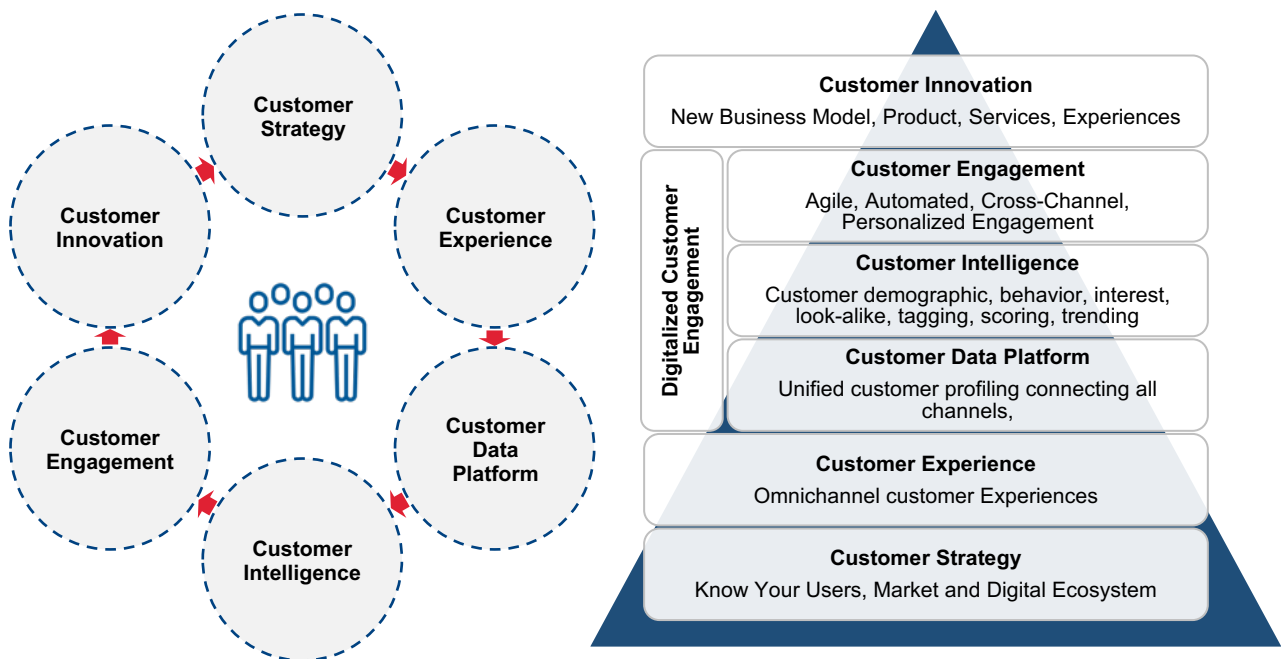 Customer
Strategy
Customer
Experience
Customer
Data
Platform
Customer
Intelligence
Customer
Engagement
Customer
Innovation
Customer Innovation
New Business Model, Product, Services, Experiences
Digitalized Customer
Engagement
Customer Engagement
Agile, Automated, Cross-Channel,
Personalized Engagement
Customer Intelligence
Customer demographic, behavior, interest,
look-alike, tagging, scoring, trending
Customer Data Platform
Unified customer profiling connecting all
channels,
Customer Experience
Omnichannel customer Experiences
Customer Strategy
Know Your Users, Market and Digital Ecosystem